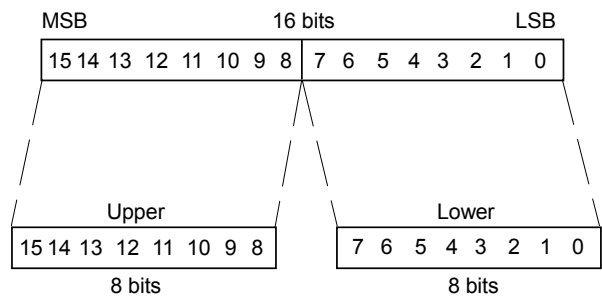 MSB 16 bits LSB
15 14 13 12 11 10 9 8 7 6 5 4 3 2 1 0
Upper Lower
15 14 13 12 11 10 9 8 7 6 5 4 3 2 1 0
8 bits 8 bits